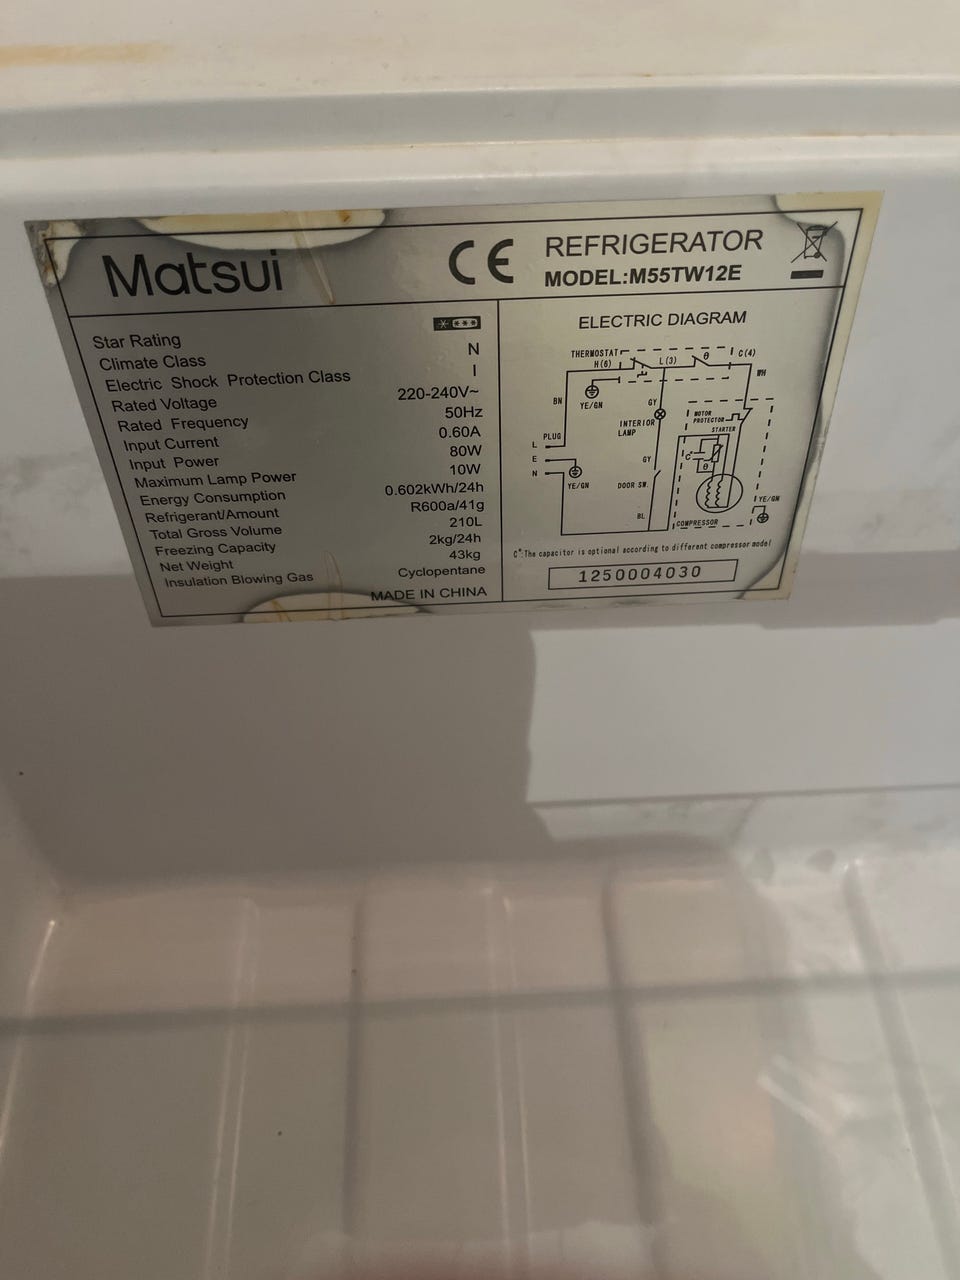 Matsui
CE
REFRIGERATOR
MODEL:M55TW12E
Star Rating
Climate Class N
Electric Shock Protection Class I
Rated Voltage 220-240V~
Rated Frequency 50Hz
Input Current 0.60A
Input Power 80W
Maximum Lamp Power 10W
Energy Consumption 0.602kWh/24h
Refrigerant/Amount R600a/41g
Total Gross Volume 210L
Freezing Capacity 2kg/24h
Net Weight 43kg
Insulation Blowing Gas Cyclopentane
MADE IN CHINA
ELECTRIC DIAGRAM
THERMOSTAT
H(6) L(3) θ C(4)
WH
BN
YE/GN
GY
INTERIOR
LAMP
MOTOR
PROTECTOR
STARTER
PLUG
L
E
N
YE/GN
GY
DOOR SW.
BL
C*
θ
COMPRESSOR
YE/GN
C*:The capacitor is optional according to different compressor model
1250004030